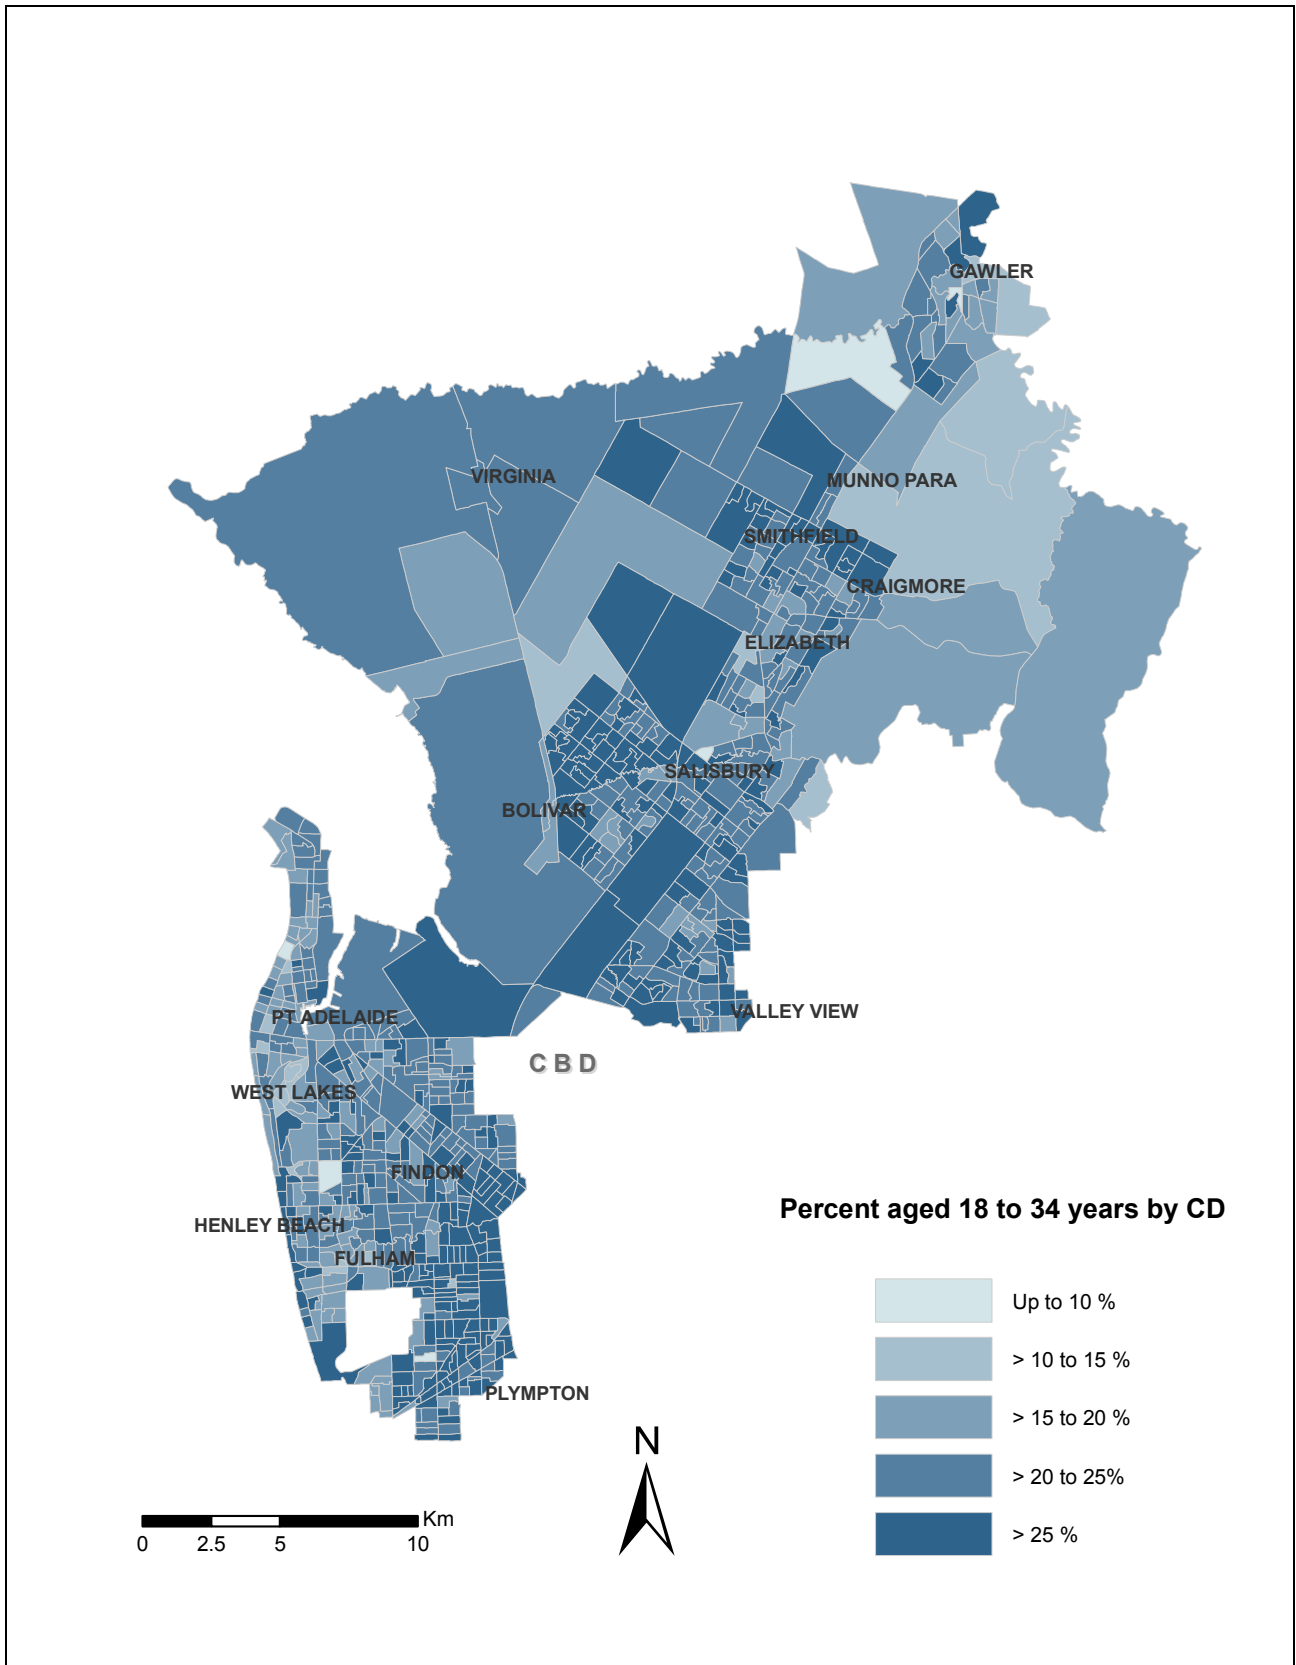 GAWLER
VIRGINIA
MUNNO PARA
SMITHFIELD
CRAIGMORE
ELIZABETH
SALISBURY
BOLIVAR
VALLEY VIEW
PT ADELAIDE
C B D
WEST LAKES
FINDON
HENLEY BEACH
FULHAM
PLYMPTON
Percent aged 18 to 34 years by CD
Up to 10 %
> 10 to 15 %
> 15 to 20 %
> 20 to 25%
> 25 %
N
Km
0 2.5 5 10